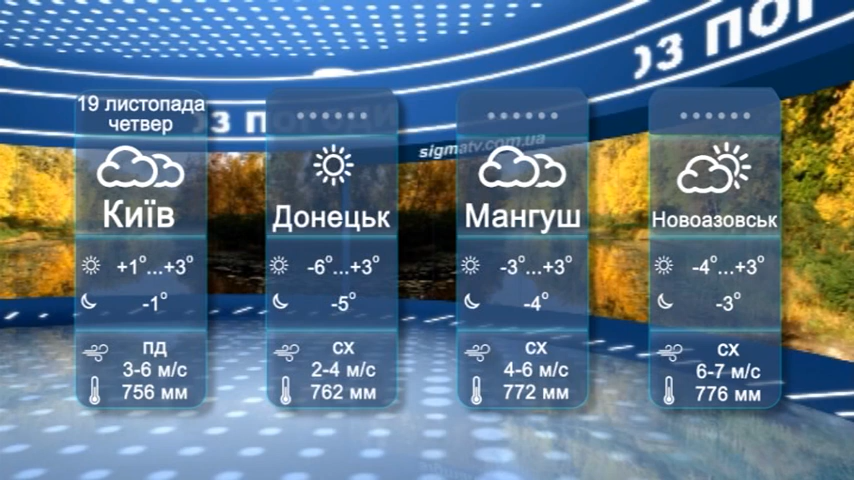 оз пог
19 листопада
четвер
Київ
+1°...+3°
-1°
ПД
3-6 м/с
756 мм
Донецьк
-6°...+3°
-5°
СХ
2-4 м/с
762 мм
sigmatv.com.ua
Мангуш
-3°...+3°
-4°
СХ
4-6 м/с
772 мм
Новоазовськ
-4°...+3°
-3°
СХ
6-7 м/с
776 мм